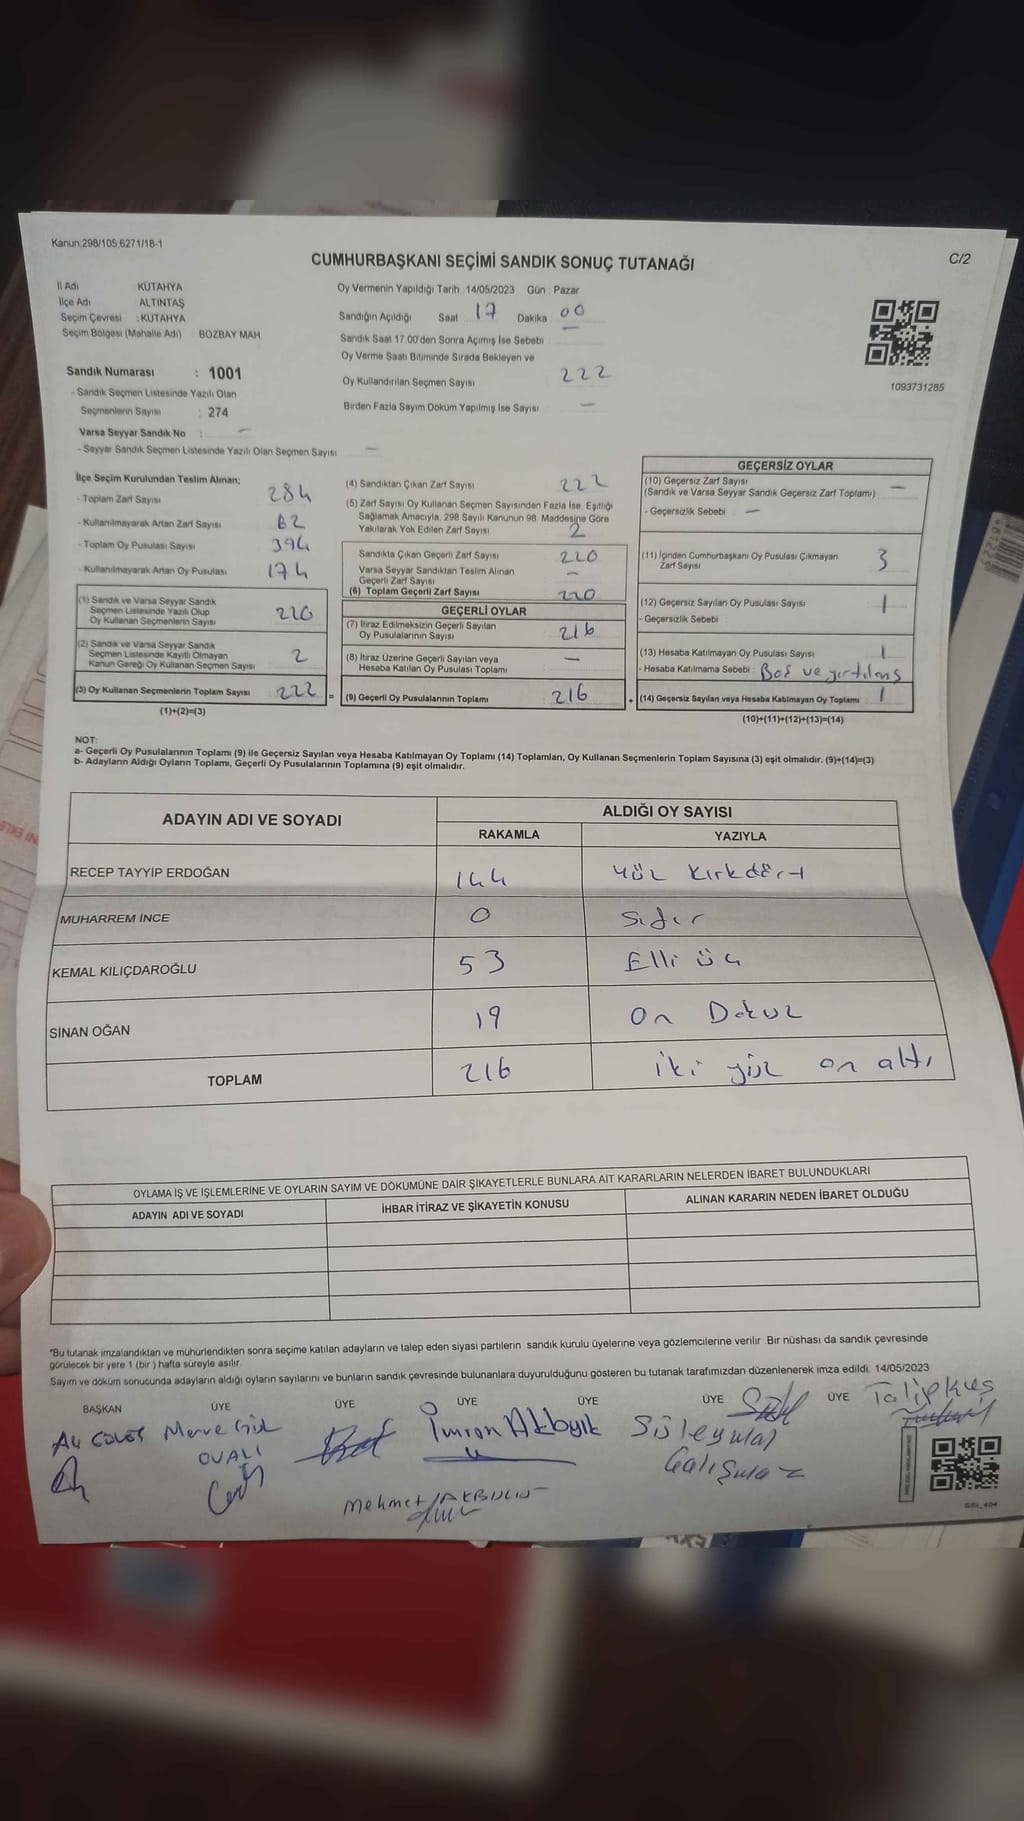 Kanun:298/105,6271/18-1
CUMHURBAŞKANI SEÇİMİ SANDIK SONUÇ TUTANAĞI
C/2
İl Adı KÜTAHYA
İlçe Adı ALTINTAŞ
Seçim Çevresi : KÜTAHYA
Seçim Bölgesi (Mahalle Adı) : BOZBAY MAH
Oy Vermenin Yapıldığı Tarih :14/05/2023 Gün : Pazar
Sandığın Açıldığı Saat 17 Dakika 00
Sandık Saat 17 00'den Sonra Açımış İse Sebebi —
Oy Verme Saati Bitiminde Sırada Bekleyen ve
Oy Kullandırılan Seçmen Sayısı 222
Birden Fazla Sayım Döküm Yapılmış İse Sayısı —
1093731285
Sandık Numarası : 1001
- Sandık Seçmen Listesinde Yazılı Olan
Seçmenlerin Sayısı : 274
Varsa Seyyar Sandık No : —
- Seyyar Sandık Seçmen Listesinde Yazılı Olan Seçmen Sayısı —
İlçe Seçim Kurulundan Teslim Alınan;
- Toplam Zarf Sayısı 284
- Kullanılmayarak Artan Zarf Sayısı 62
- Toplam Oy Pusulası Sayısı 394
- Kullanılmayarak Artan Oy Pusulası 174
(1) Sandık ve Varsa Seyyar Sandık
Seçmen Listesinde Yazılı Olup
Oy Kullanan Seçmenlerin Sayısı 220
(2) Sandık ve Varsa Seyyar Sandık
Seçmen Listesinde Kayıtlı Olmayan
Kanun Gereği Oy Kullanan Seçmen Sayısı 2
(3) Oy Kullanan Seçmenlerin Toplam Sayısı 222 =
(1)+(2)=(3)
(4) Sandıktan Çıkan Zarf Sayısı 222
(5) Zarf Sayısı Oy Kullanan Seçmen Sayısından Fazla İse, Eşitliği
Sağlamak Amacıyla, 298 Sayılı Kanunun 98. Maddesine Göre
Yakılarak Yok Edilen Zarf Sayısı 2
Sandıkta Çıkan Geçerli Zarf Sayısı 220
Varsa Seyyar Sandıktan Teslim Alınan
Geçerli Zarf Sayısı —
(6) Toplam Geçerli Zarf Sayısı 220
GEÇERLİ OYLAR
(7) İtiraz Edilmeksizin Geçerli Sayılan
Oy Pusulalarının Sayısı 216
(8) İtiraz Üzerine Geçerli Sayılan veya
Hesaba Katılan Oy Pusulası Toplamı —
(9) Geçerli Oy Pusulalarının Toplamı 216 +
GEÇERSİZ OYLAR
(10) Geçersiz Zarf Sayısı
(Sandık ve Varsa Seyyar Sandık Geçersiz Zarf Toplamı) —
- Geçersizlik Sebebi : —
(11) İçinden Cumhurbaşkanı Oy Pusulası Çıkmayan
Zarf Sayısı 3
(12) Geçersiz Sayılan Oy Pusulası Sayısı 1
- Geçersizlik Sebebi :
(13) Hesaba Katılmayan Oy Pusulası Sayısı 1
- Hesaba Katılmama Sebebi : Boş ve yırtılmış
(14) Geçersiz Sayılan veya Hesaba Katılmayan Oy Toplamı 1
(10)+(11)+(12)+(13)=(14)
NOT:
a- Geçerli Oy Pusulalarının Toplamı (9) ile Geçersiz Sayılan veya Hesaba Katılmayan Oy Toplamı (14) Toplamları, Oy Kullanan Seçmenlerin Toplam Sayısına (3) eşit olmalıdır. (9)+(14)=(3)
b- Adayların Aldığı Oyların Toplamı, Geçerli Oy Pusulalarının Toplamına (9) eşit olmalıdır.
ADAYIN ADI VE SOYADI
ALDIĞI OY SAYISI
RAKAMLA YAZIYLA
RECEP TAYYİP ERDOĞAN 144 Yüz kırkdört
MUHARREM İNCE 0 Sıfır
KEMAL KILIÇDAROĞLU 53 Elli üç
SİNAN OĞAN 19 On Dokuz
TOPLAM 216 iki yüz on altı
OYLAMA İŞ VE İŞLEMLERİNE VE OYLARIN SAYIM VE DÖKÜMÜNE DAİR ŞİKAYETLERLE BUNLARA AİT KARARLARIN NELERDEN İBARET BULUNDUKLARI
ADAYIN ADI VE SOYADI İHBAR İTİRAZ VE ŞİKAYETİN KONUSU ALINAN KARARIN NEDEN İBARET OLDUĞU
*Bu tutanak imzalandıktan ve mühürlendikten sonra seçime katılan adayların ve talep eden siyasi partilerin sandık kurulu üyelerine veya gözlemcilerine verilir. Bir nüshası da sandık çevresinde
görülecek bir yere 1 (bir ) hafta süreyle asılır.
Sayım ve döküm sonucunda adayların aldığı oyların sayılarını ve bunların sandık çevresinde bulunanlara duyurulduğunu gösteren bu tutanak tarafımızdan düzenlenerek imza edildi. 14/05/2023
BAŞKAN ÜYE ÜYE ÜYE ÜYE ÜYE ÜYE
Merve Gül
OVALI
İmran Akbıyık
Süleyman
Çalışular
Talip kuş
Mehmet AKBULUT